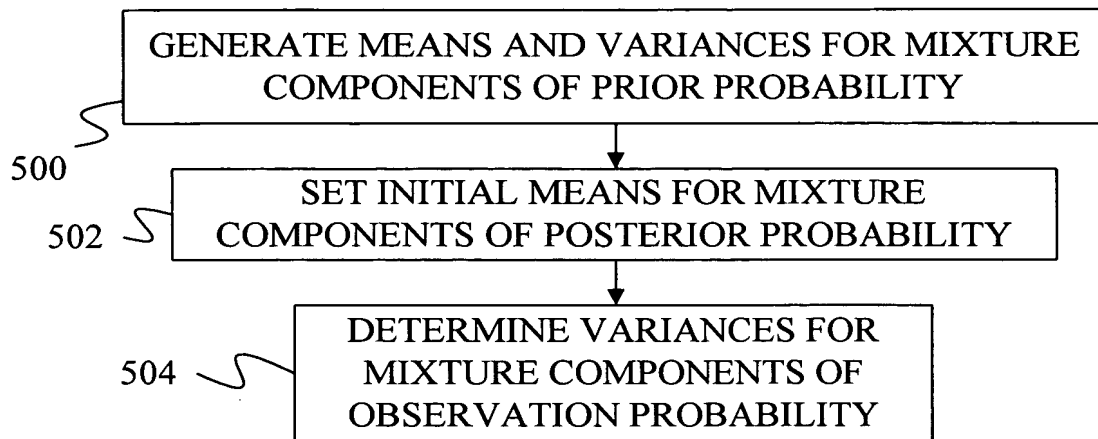 GENERATE MEANS AND VARIANCES FOR MIXTURE
COMPONENTS OF PRIOR PROBABILITY
500
SET INITIAL MEANS FOR MIXTURE
COMPONENTS OF POSTERIOR PROBABILITY
502
DETERMINE VARIANCES FOR
MIXTURE COMPONENTS OF
OBSERVATION PROBABILITY
504